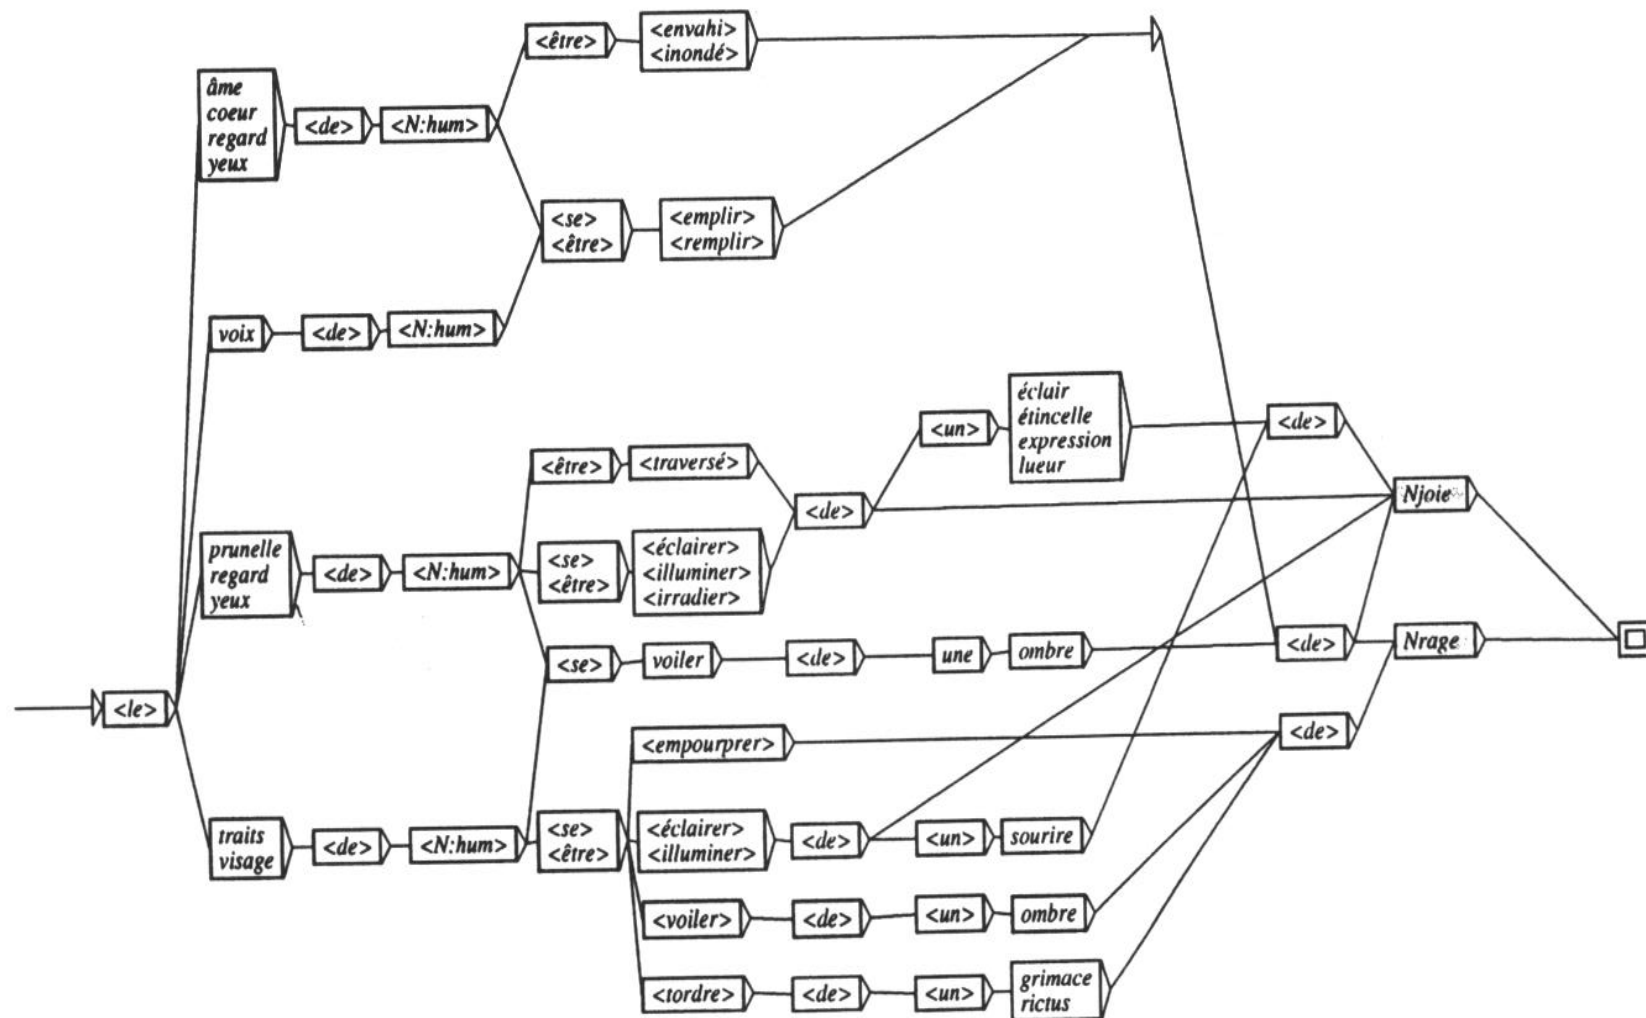 <être>
<envahi>
<inondé>
âme
coeur
regard
yeux
<de>
<N:hum>
<se>
<être>
<emplir>
<remplir>
voix
<de>
<N:hum>
éclair
étincelle
expression
lueur
<un>
<de>
<être>
<traversé>
<de>
Njoie
prunelle
regard
yeux
<de>
<N:hum>
<se>
<être>
<éclairer>
<illuminer>
<irradier>
<se>
voiler
<de>
une
ombre
<de>
Nrage
<le>
<empourprer>
<de>
traits
visage
<de>
<N:hum>
<se>
<être>
<éclairer>
<illuminer>
<de>
<un>
sourire
<voiler>
<de>
<un>
ombre
<tordre>
<de>
<un>
grimace
rictus